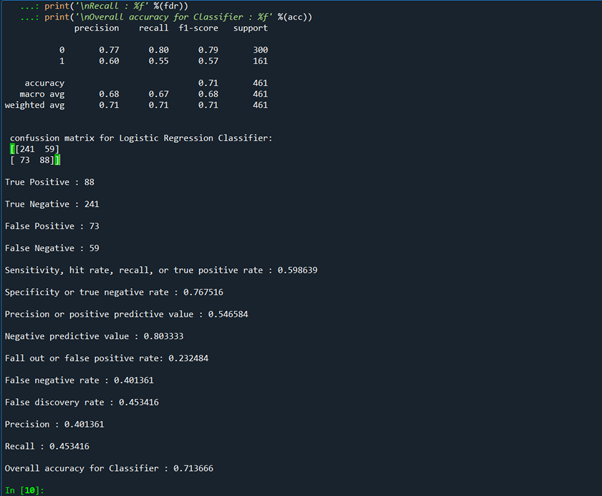 ...: print('\nRecall : %f' %(fdr))
...: print('\nOverall accuracy for Classifier : %f' %(acc))
precision recall f1-score support
0 0.77 0.80 0.79 300
1 0.60 0.55 0.57 161
accuracy 0.71 461
macro avg 0.68 0.67 0.68 461
weighted avg 0.71 0.71 0.71 461
confussion matrix for Logistic Regression Classifier:
[[241 59]
[ 73 88]]
True Positive : 88
True Negative : 241
False Positive : 73
False Negative : 59
Sensitivity, hit rate, recall, or true positive rate : 0.598639
Specificity or true negative rate : 0.767516
Precision or positive predictive value : 0.546584
Negative predictive value : 0.803333
Fall out or false positive rate: 0.232484
False negative rate : 0.401361
False discovery rate : 0.453416
Precision : 0.401361
Recall : 0.453416
Overall accuracy for Classifier : 0.713666
In [10]: